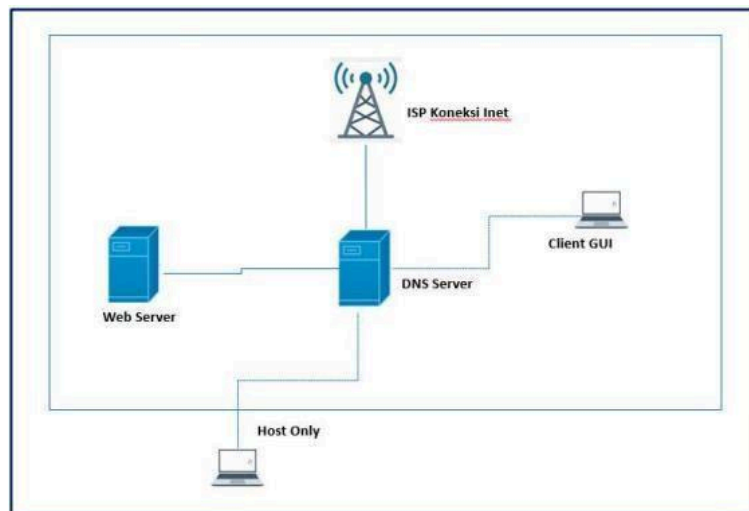 ISP Koneksi Inet
Client GUI
DNS Server
Web Server
Host Only